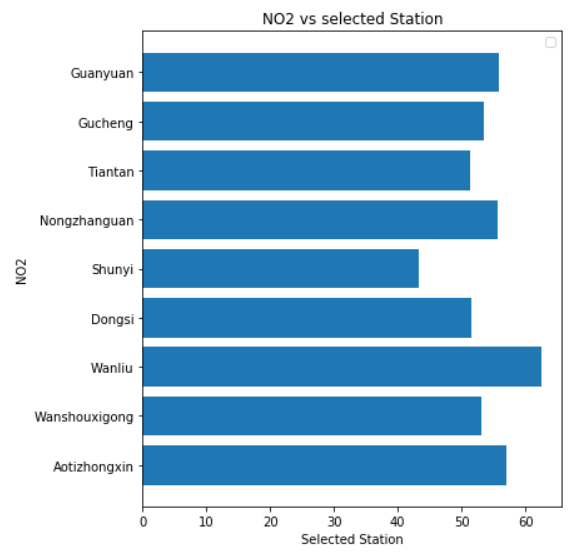 NO2 vs selected Station
Guanyuan
Gucheng
Tiantan
Nongzhanguan
Shunyi
Dongsi
Wanliu
Wanshouxigong
Aotizhongxin
NO2
0 10 20 30 40 50 60
Selected Station